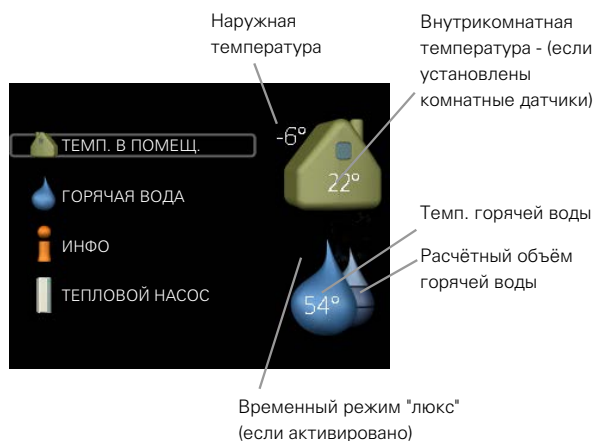 Наружная
температура
Внутрикомнатная
температура - (если
установлены
комнатные датчики)
-6°
ТЕМП. В ПОМЕЩ.
22°
ГОРЯЧАЯ ВОДА
Темп. горячей воды
ИНФО
Расчётный объём
горячей воды
ТЕПЛОВОЙ НАСОС
54°
Временный режим "люкс"
(если активировано)